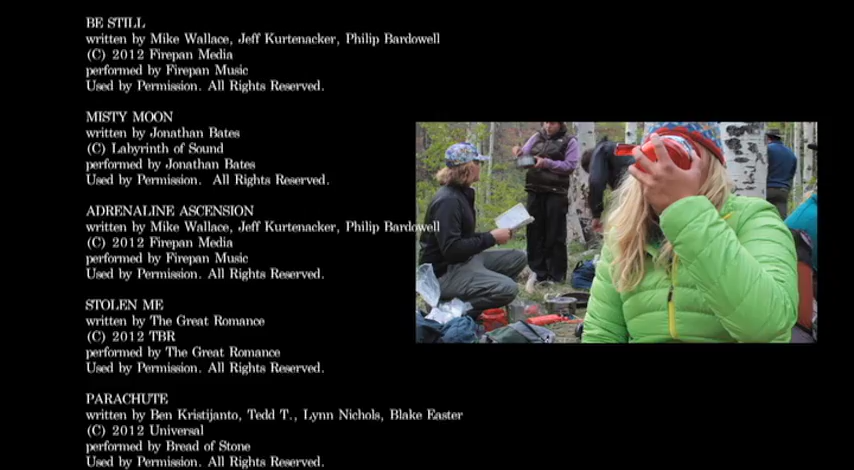 BE STILL
written by Mike Wallace, Jeff Kurtenacker, Philip Bardowell
(C) 2012 Firepan Media
performed by Firepan Music
Used by Permission. All Rights Reserved.
MISTY MOON
written by Jonathan Bates
(C) Labyrinth of Sound
performed by Jonathan Bates
Used by Permission. All Rights Reserved.
ADRENALINE ASCENSION
written by Mike Wallace, Jeff Kurtenacker, Philip Bardowell
(C) 2012 Firepan Media
performed by Firepan Music
Used by Permission. All Rights Reserved.
STOLEN ME
written by The Great Romance
(C) 2012 TBR
performed by The Great Romance
Used by Permission. All Rights Reserved.
PARACHUTE
written by Ben Kristijanto, Tedd T., Lynn Nichols, Blake Easter
(C) 2012 Universal
performed by Bread of Stone
Used by Permission. All Rights Reserved.